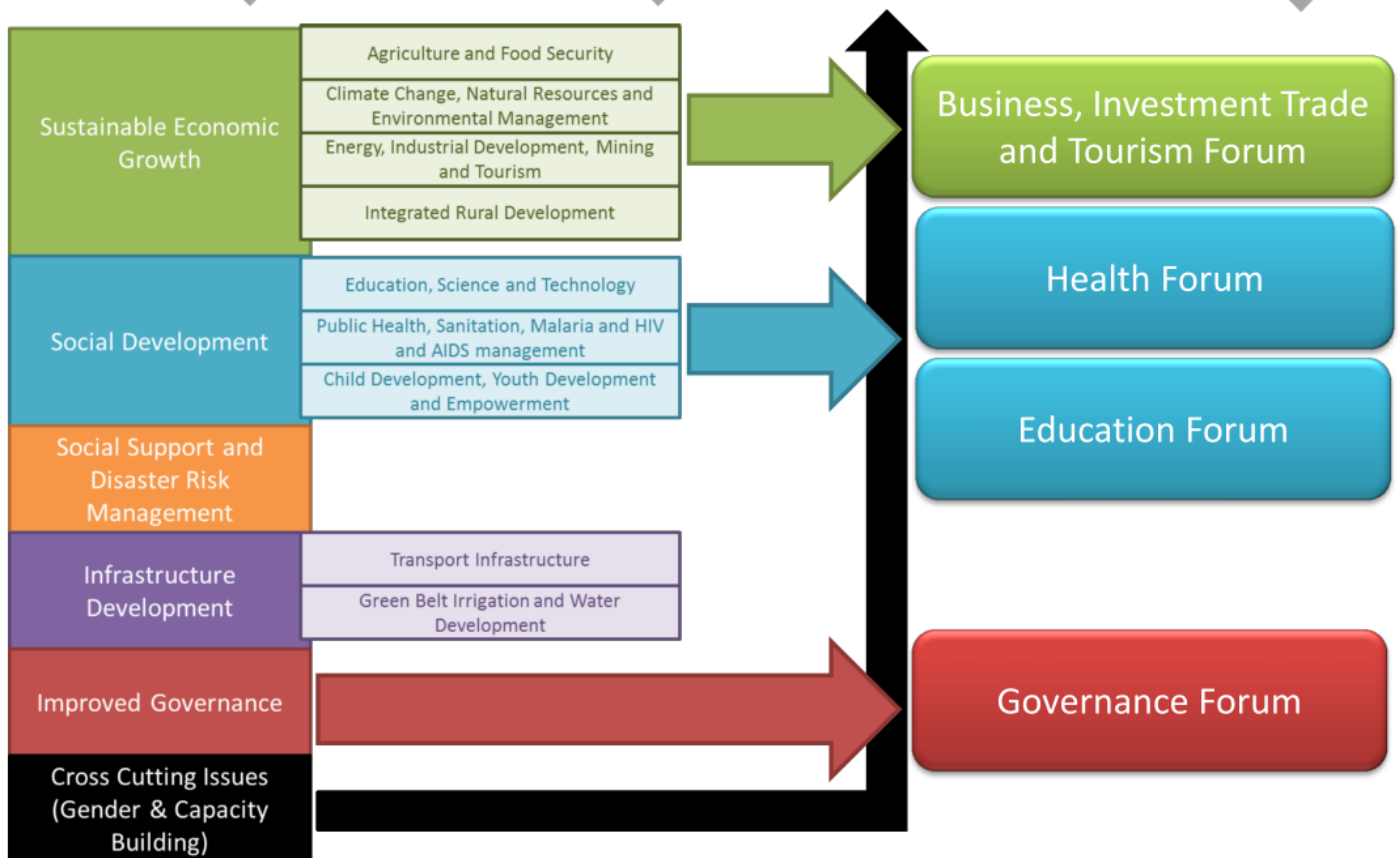 Sustainable Economic
Growth
Agriculture and Food Security
Climate Change, Natural Resources and
Environmental Management
Energy, Industrial Development, Mining
and Tourism
Integrated Rural Development
Business, Investment Trade
and Tourism Forum
Social Development
Education, Science and Technology
Public Health, Sanitation, Malaria and HIV
and AIDS management
Child Development, Youth Development
and Empowerment
Health Forum
Education Forum
Social Support and
Disaster Risk
Management
Infrastructure
Development
Transport Infrastructure
Green Belt Irrigation and Water
Development
Improved Governance
Governance Forum
Cross Cutting Issues
(Gender & Capacity
Building)